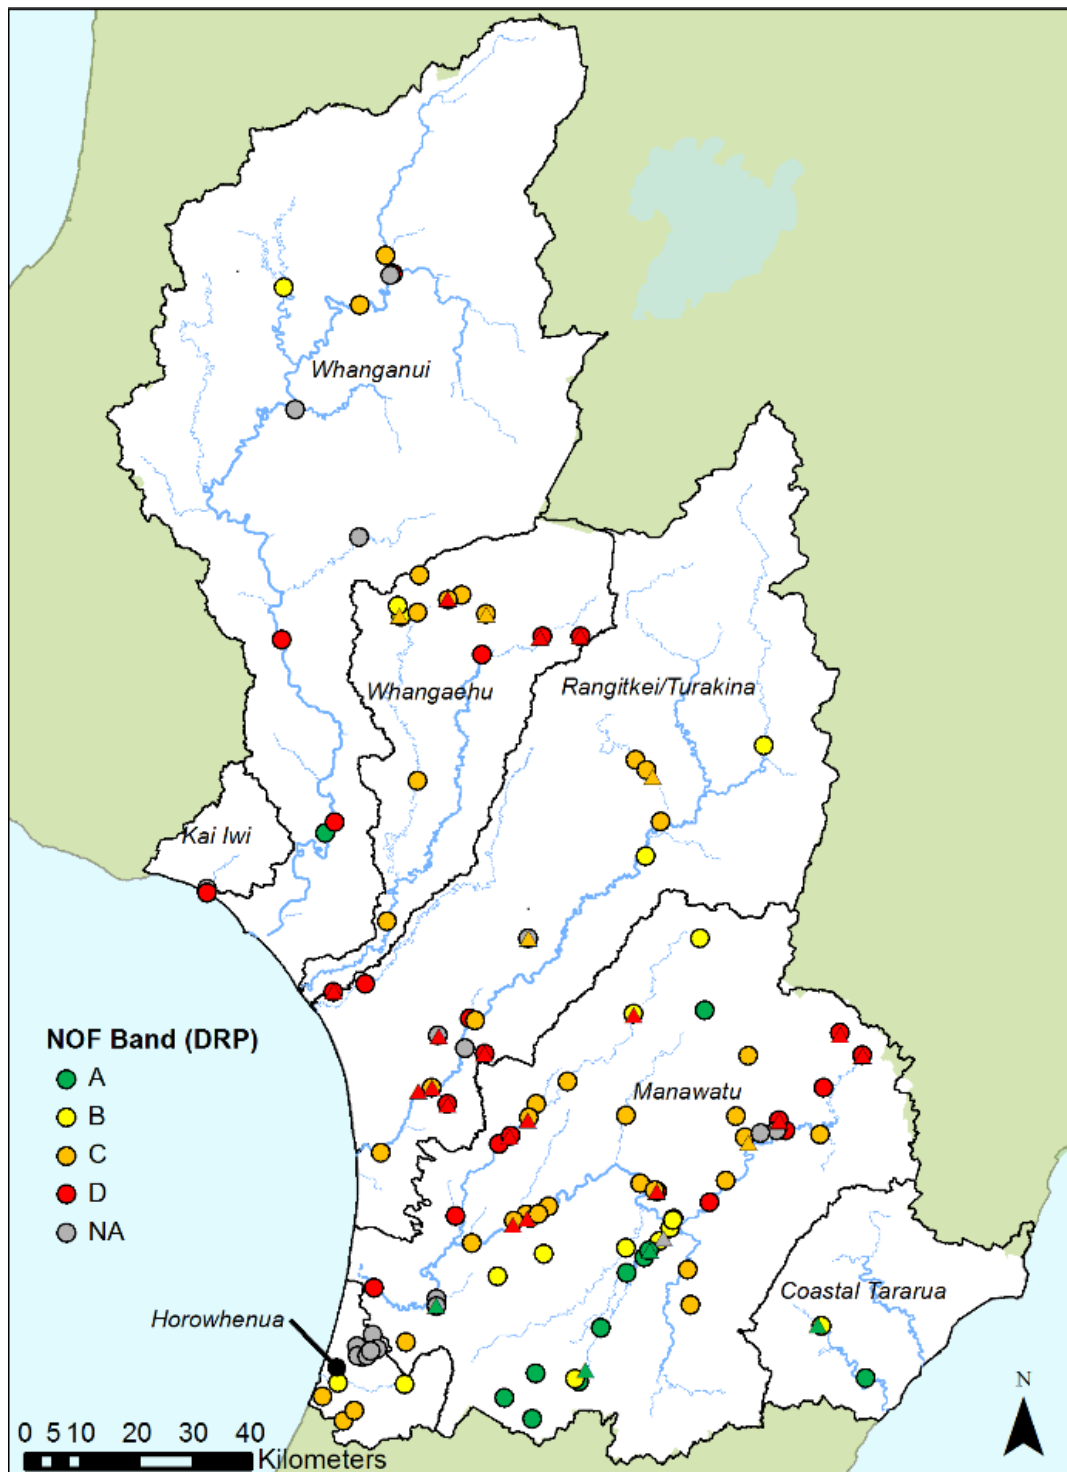 Whanganui
Whangaehu
Rangitkei/Turakina
Kai Iwi
NOF Band (DRP)
A
B
C
D
NA
Manawatu
Coastal Tararua
Horowhenua
N
0 5 10 20 30 40
Kilometers